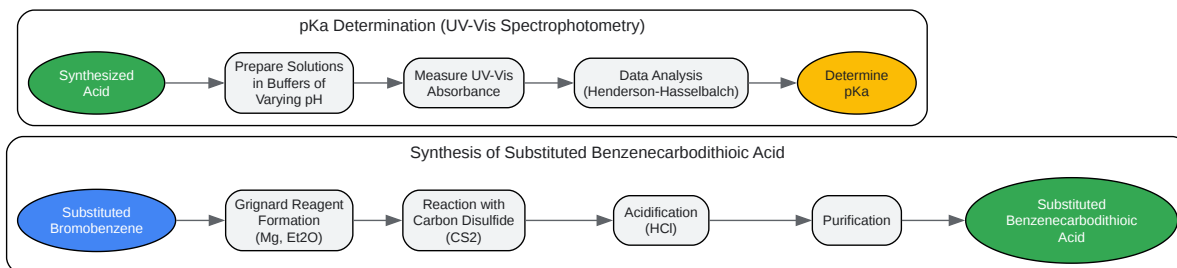 pKa Determination (UV-Vis Spectrophotometry)
Synthesized
Acid
Prepare Solutions
in Buffers of
Varying pH
Measure UV-Vis
Absorbance
Data Analysis
(Henderson-Hasselbalch)
Determine
pKa
Synthesis of Substituted Benzenecarbodithioic Acid
Substituted
Bromobenzene
Grignard Reagent
Formation
(Mg, Et2O)
Reaction with
Carbon Disulfide
(CS2)
Acidification
(HCl)
Purification
Substituted
Benzenecarbodithioic
Acid